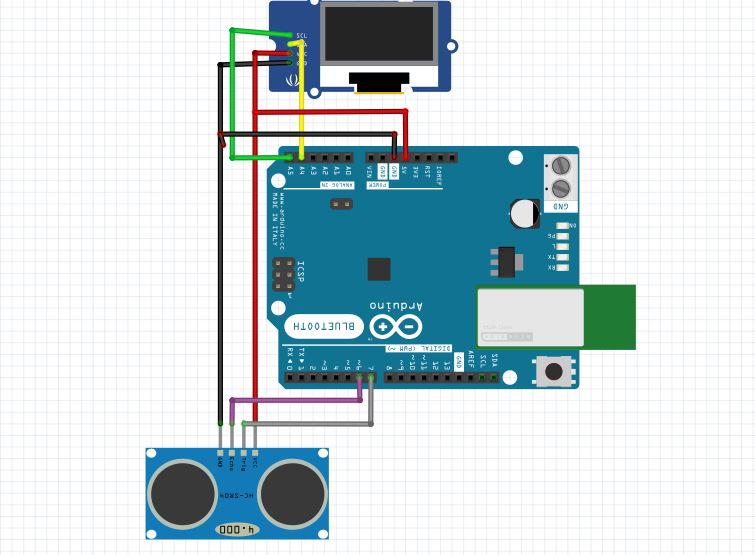 SCL
VCC
GND
A5 A4 A3 A2 A1 A0 VIN GND GND 5V 3V3 RST IOREF
ANALOG IN POWER
GND
www.arduino.cc
MADE IN ITALY
ON
PG
L
TX
RX
ICSP
1
Arduino
BLUETOOTH
DIGITAL (PWM ~)
RX ◄ 0 TX ► 1 2 ~3 4 ~5 ~6 7 8 ~9 ~10 ~11 12 13 GND AREF SCL SDA
GND Echo Trig VCC
HC-SR04
4.000